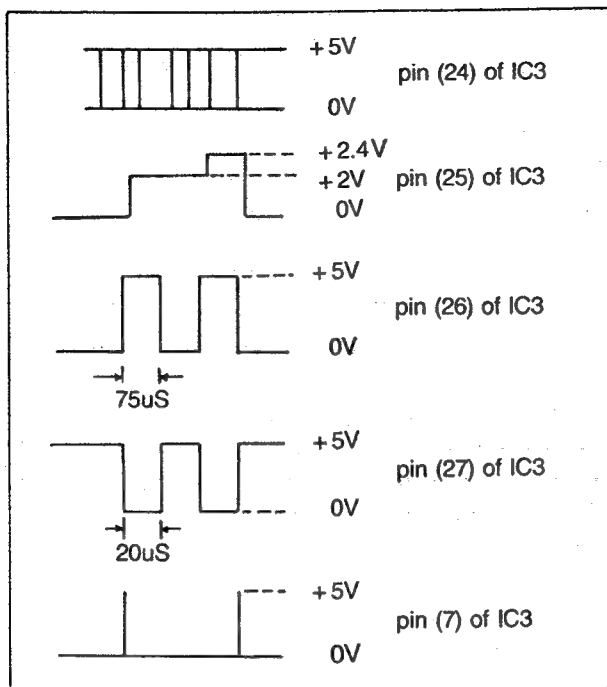 +5V
pin (24) of IC3
0V
+2.4V
+2V
pin (25) of IC3
0V
+5V
pin (26) of IC3
0V
75uS
+5V
pin (27) of IC3
0V
20uS
+5V
pin (7) of IC3
0V